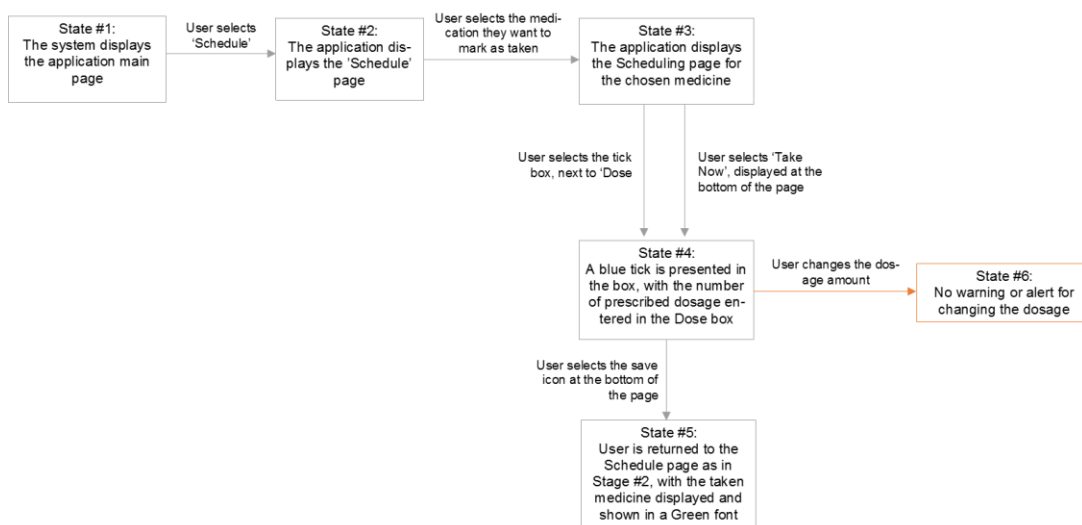 State #1:
The system displays
the application main
page
User selects
‘Schedule’
State #2:
The application dis-
plays the ’Schedule’
page
User selects the medi-
cation they want to
mark as taken
State #3:
The application displays
the Scheduling page for
the chosen medicine
User selects the tick
box, next to ‘Dose
User selects ‘Take
Now’, displayed at the
bottom of the page
State #4:
A blue tick is presented in
the box, with the number
of prescribed dosage en-
tered in the Dose box
User changes the dos-
age amount
State #6:
No warning or alert for
changing the dosage
User selects the save
icon at the bottom of
the page
State #5:
User is returned to the
Schedule page as in
Stage #2, with the taken
medicine displayed and
shown in a Green font